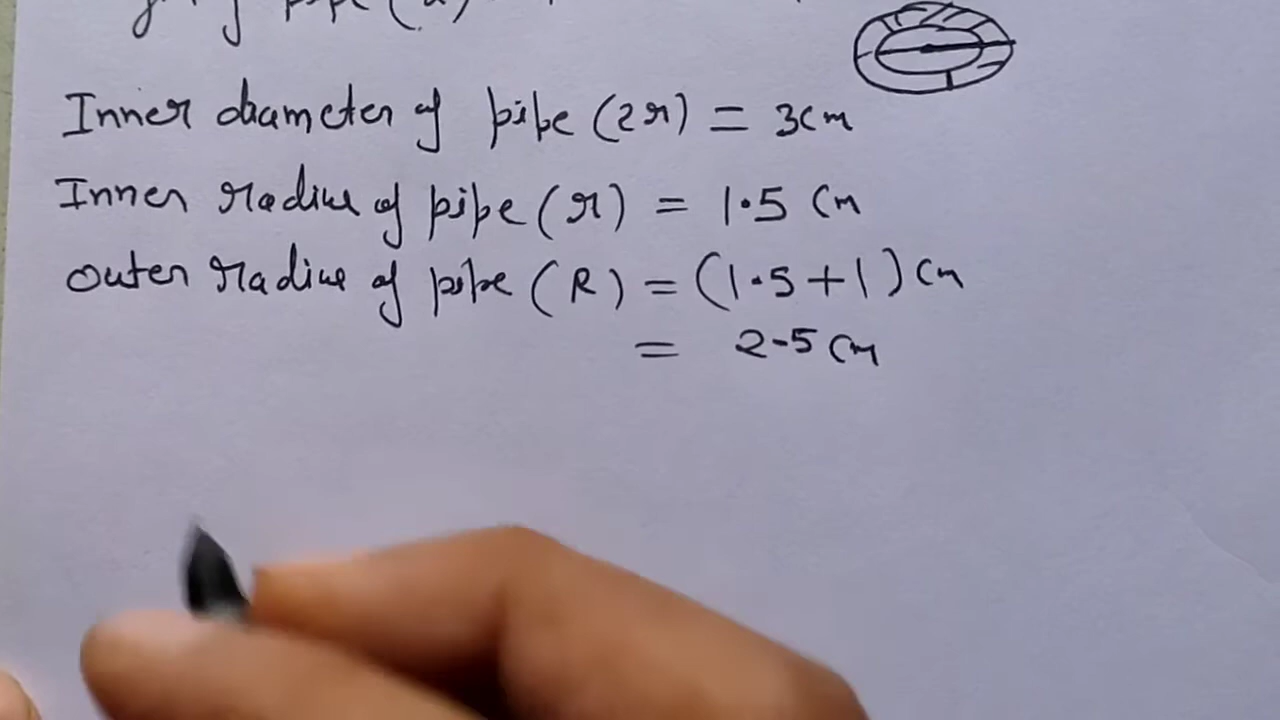 Inner diameter of pipe (2r) = 3cm
Inner radius of pipe (r) = 1.5 cm
outer radius of pipe (R) = (1.5+1) cm
= 2.5 cm